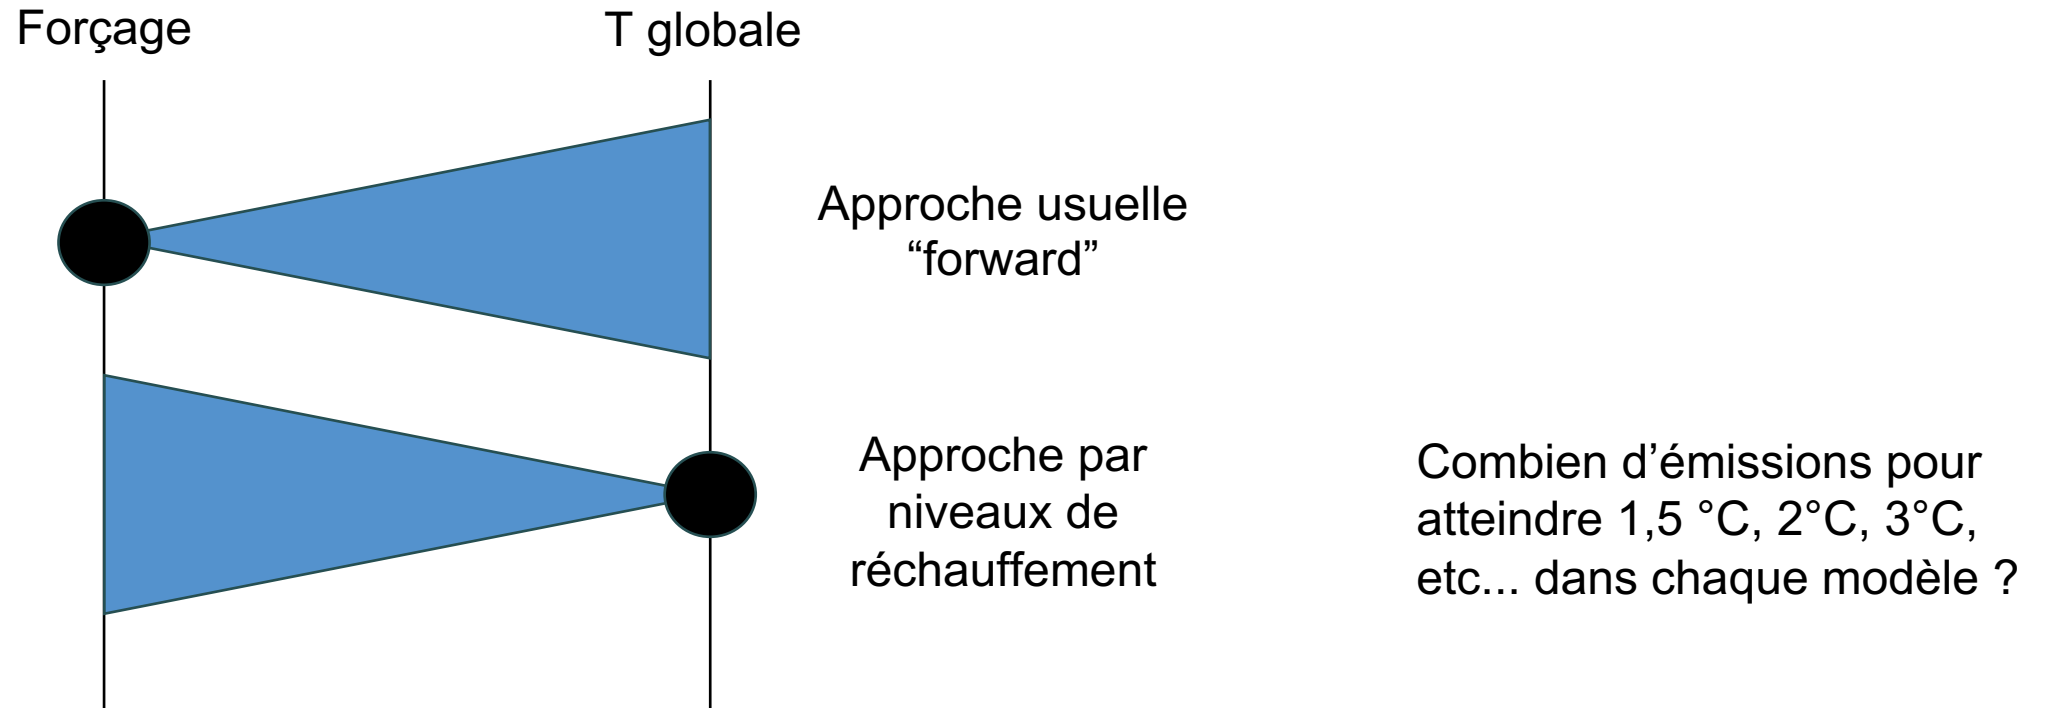 Forçage
T globale
Approche usuelle
“forward”
Approche par
niveaux de
réchauffement
Combien d’émissions pour
atteindre 1,5 °C, 2°C, 3°C,
etc... dans chaque modèle ?